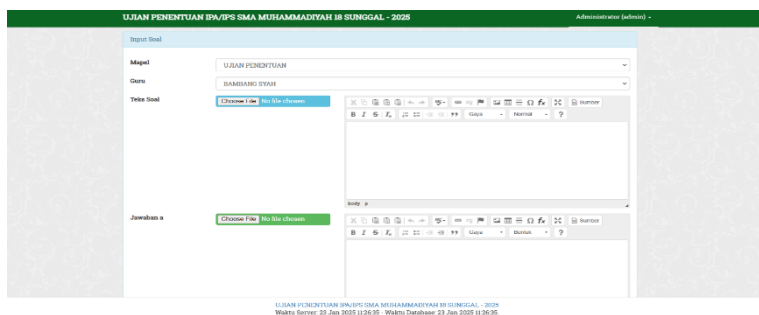 UJIAN PENENTUAN IPA/IPS SMA MUHAMMADIYAH 18 SUNGGAL - 2025 Administrator (admin)
Input Soal
Mapel UJIAN PENENTUAN
Guru BAMBANG SYAH
Teks Soal Choose File No file chosen Sumber
B I S Ix Gaya Normal ?
body p
Jawaban a Choose File No file chosen Sumber
B I S Ix Gaya Bentuk ?
UJIAN PENENTUAN IPA/IPS SMA MUHAMMADIYAH 18 SUNGGAL - 2025
Waktu Server: 23 Jan 2025 11:26:35 - Waktu Database: 23 Jan 2025 11:26:35